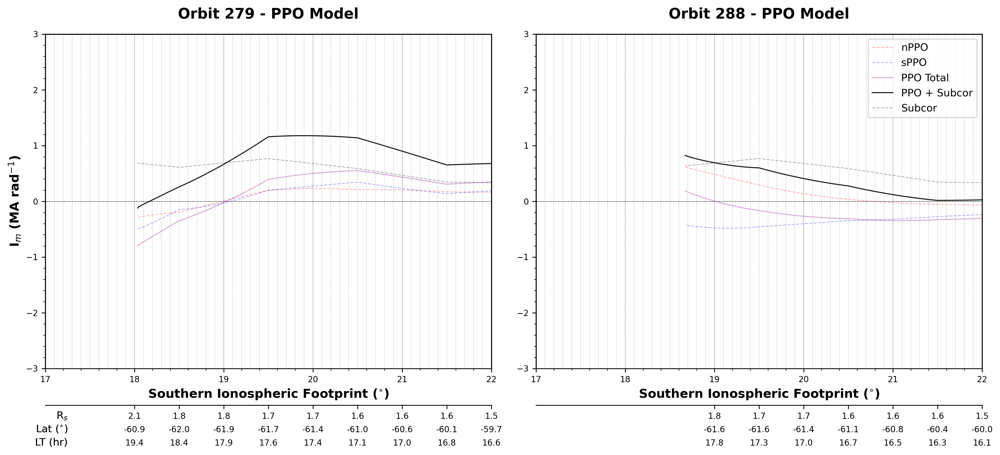 Orbit 279 - PPO Model
3
2
1
0
−1
−2
−3
I_m (MA rad^−1)
17 18 19 20 21 22
Southern Ionospheric Footprint (°)
R_s 2.1 1.8 1.8 1.7 1.7 1.6 1.6 1.6 1.5
Lat (°) -60.9 -62.0 -61.9 -61.7 -61.4 -61.0 -60.6 -60.1 -59.7
LT (hr) 19.4 18.4 17.9 17.6 17.4 17.1 17.0 16.8 16.6
Orbit 288 - PPO Model
3
2
1
0
−1
−2
−3
nPPO
sPPO
PPO Total
PPO + Subcor
Subcor
17 18 19 20 21 22
Southern Ionospheric Footprint (°)
1.8 1.7 1.7 1.6 1.6 1.6 1.5
-61.6 -61.6 -61.4 -61.1 -60.8 -60.4 -60.0
17.8 17.3 17.0 16.7 16.5 16.3 16.1